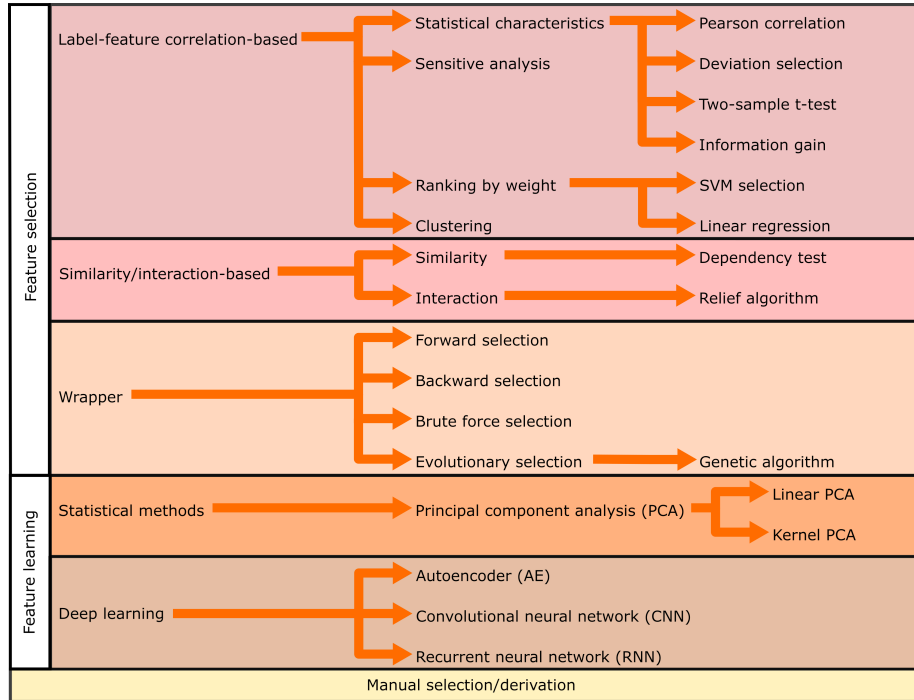 Feature selection
Label-feature correlation-based
Statistical characteristics
Pearson correlation
Deviation selection
Two-sample t-test
Information gain
Sensitive analysis
Ranking by weight
SVM selection
Linear regression
Clustering
Similarity/interaction-based
Similarity
Dependency test
Interaction
Relief algorithm
Wrapper
Forward selection
Backward selection
Brute force selection
Evolutionary selection
Genetic algorithm
Feature learning
Statistical methods
Principal component analysis (PCA)
Linear PCA
Kernel PCA
Deep learning
Autoencoder (AE)
Convolutional neural network (CNN)
Recurrent neural network (RNN)
Manual selection/derivation